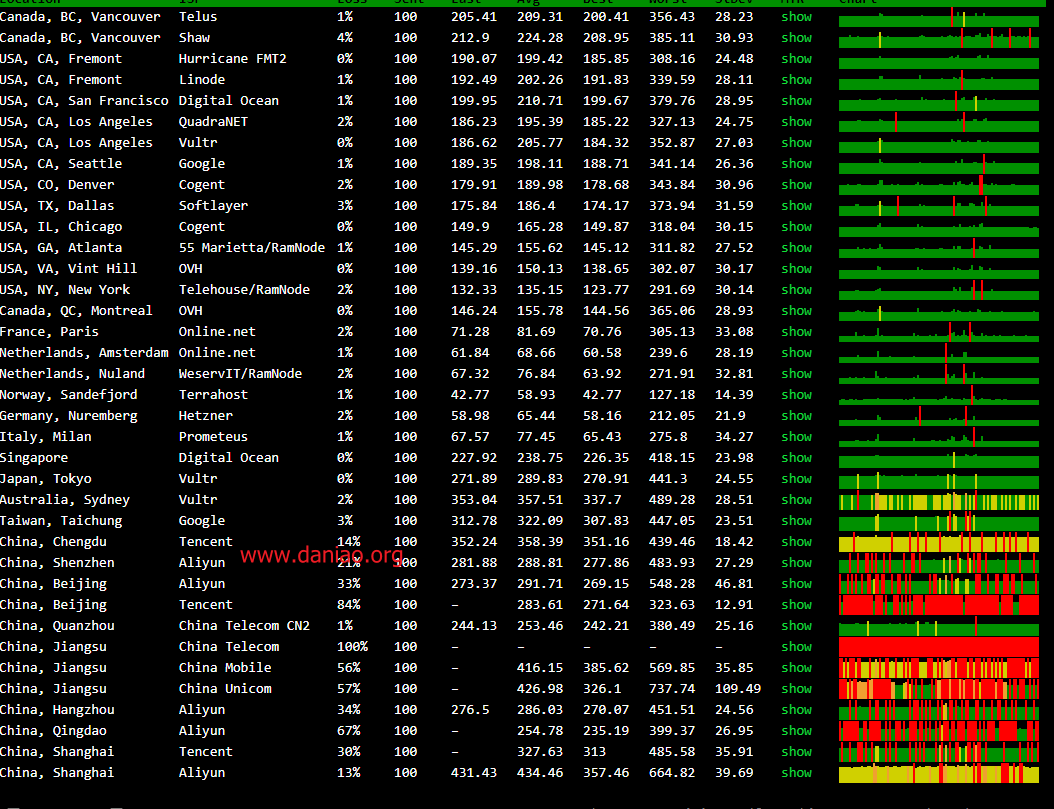 Location ISP Loss Sent Last Avg Best Worst StDev MTR Chart
Canada, BC, Vancouver Telus 1% 100 205.41 209.31 200.41 356.43 28.23 show
Canada, BC, Vancouver Shaw 4% 100 212.9 224.28 208.95 385.11 30.93 show
USA, CA, Fremont Hurricane FMT2 0% 100 190.07 199.42 185.85 308.16 24.48 show
USA, CA, Fremont Linode 1% 100 192.49 202.26 191.83 339.59 28.11 show
USA, CA, San Francisco Digital Ocean 1% 100 199.95 210.71 199.67 379.76 28.95 show
USA, CA, Los Angeles QuadraNET 2% 100 186.23 195.39 185.22 327.13 24.75 show
USA, CA, Los Angeles Vultr 0% 100 186.62 205.77 184.32 352.87 27.03 show
USA, CA, Seattle Google 1% 100 189.35 198.11 188.71 341.14 26.36 show
USA, CO, Denver Cogent 2% 100 179.91 189.98 178.68 343.84 30.96 show
USA, TX, Dallas Softlayer 3% 100 175.84 186.4 174.17 373.94 31.59 show
USA, IL, Chicago Cogent 0% 100 149.9 165.28 149.87 318.04 30.15 show
USA, GA, Atlanta 55 Marietta/RamNode 1% 100 145.29 155.62 145.12 311.82 27.52 show
USA, VA, Vint Hill OVH 0% 100 139.16 150.13 138.65 302.07 30.17 show
USA, NY, New York Telehouse/RamNode 2% 100 132.33 135.15 123.77 291.69 30.14 show
Canada, QC, Montreal OVH 0% 100 146.24 155.78 144.56 365.06 28.93 show
France, Paris Online.net 2% 100 71.28 81.69 70.76 305.13 33.08 show
Netherlands, Amsterdam Online.net 1% 100 61.84 68.66 60.58 239.6 28.19 show
Netherlands, Nuland WeservIT/RamNode 2% 100 67.32 76.84 63.92 271.91 32.81 show
Norway, Sandefjord Terrahost 1% 100 42.77 58.93 42.77 127.18 14.39 show
Germany, Nuremberg Hetzner 2% 100 58.98 65.44 58.16 212.05 21.9 show
Italy, Milan Prometeus 1% 100 67.57 77.45 65.43 275.8 34.27 show
Singapore Digital Ocean 0% 100 227.92 238.75 226.35 418.15 23.98 show
Japan, Tokyo Vultr 0% 100 271.89 289.83 270.91 441.3 24.55 show
Australia, Sydney Vultr 2% 100 353.04 357.51 337.7 489.28 28.51 show
Taiwan, Taichung Google 3% 100 312.78 322.09 307.83 447.05 23.51 show
China, Chengdu Tencent 14% 100 352.24 358.39 351.16 439.46 18.42 show
www.daniao.org
China, Shenzhen Aliyun 21% 100 281.88 288.81 277.86 483.93 27.29 show
China, Beijing Aliyun 33% 100 273.37 291.71 269.15 548.28 46.81 show
China, Beijing Tencent 84% 100 – 283.61 271.64 323.63 12.91 show
China, Quanzhou China Telecom CN2 1% 100 244.13 253.46 242.21 380.49 25.16 show
China, Jiangsu China Telecom 100% 100 – – – – – show
China, Jiangsu China Mobile 56% 100 – 416.15 385.62 569.85 35.85 show
China, Jiangsu China Unicom 57% 100 – 426.98 326.1 737.74 109.49 show
China, Hangzhou Aliyun 34% 100 276.5 286.03 270.07 451.51 24.56 show
China, Qingdao Aliyun 67% 100 – 254.78 235.19 399.37 26.95 show
China, Shanghai Tencent 30% 100 – 327.63 313 485.58 35.91 show
China, Shanghai Aliyun 13% 100 431.43 434.46 357.46 664.82 39.69 show